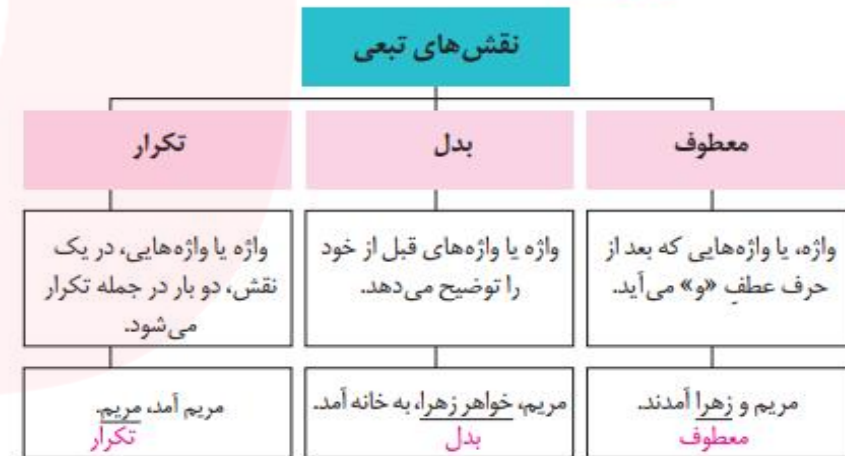 نقش‌های تبعی
معطوف
بدل
تکرار
واژه، یا واژه‌هایی که بعد از
حرف عطفِ «و» می‌آید.
واژه یا واژه‌های قبل از خود
را توضیح می‌دهد.
واژه یا واژه‌هایی، در یک
نقش، دو بار در جمله تکرار
می‌شود.
مریم و زهرا آمدند.
معطوف
مریم، خواهر زهرا، به خانه آمد.
بدل
مریم آمد، مریم.
تکرار